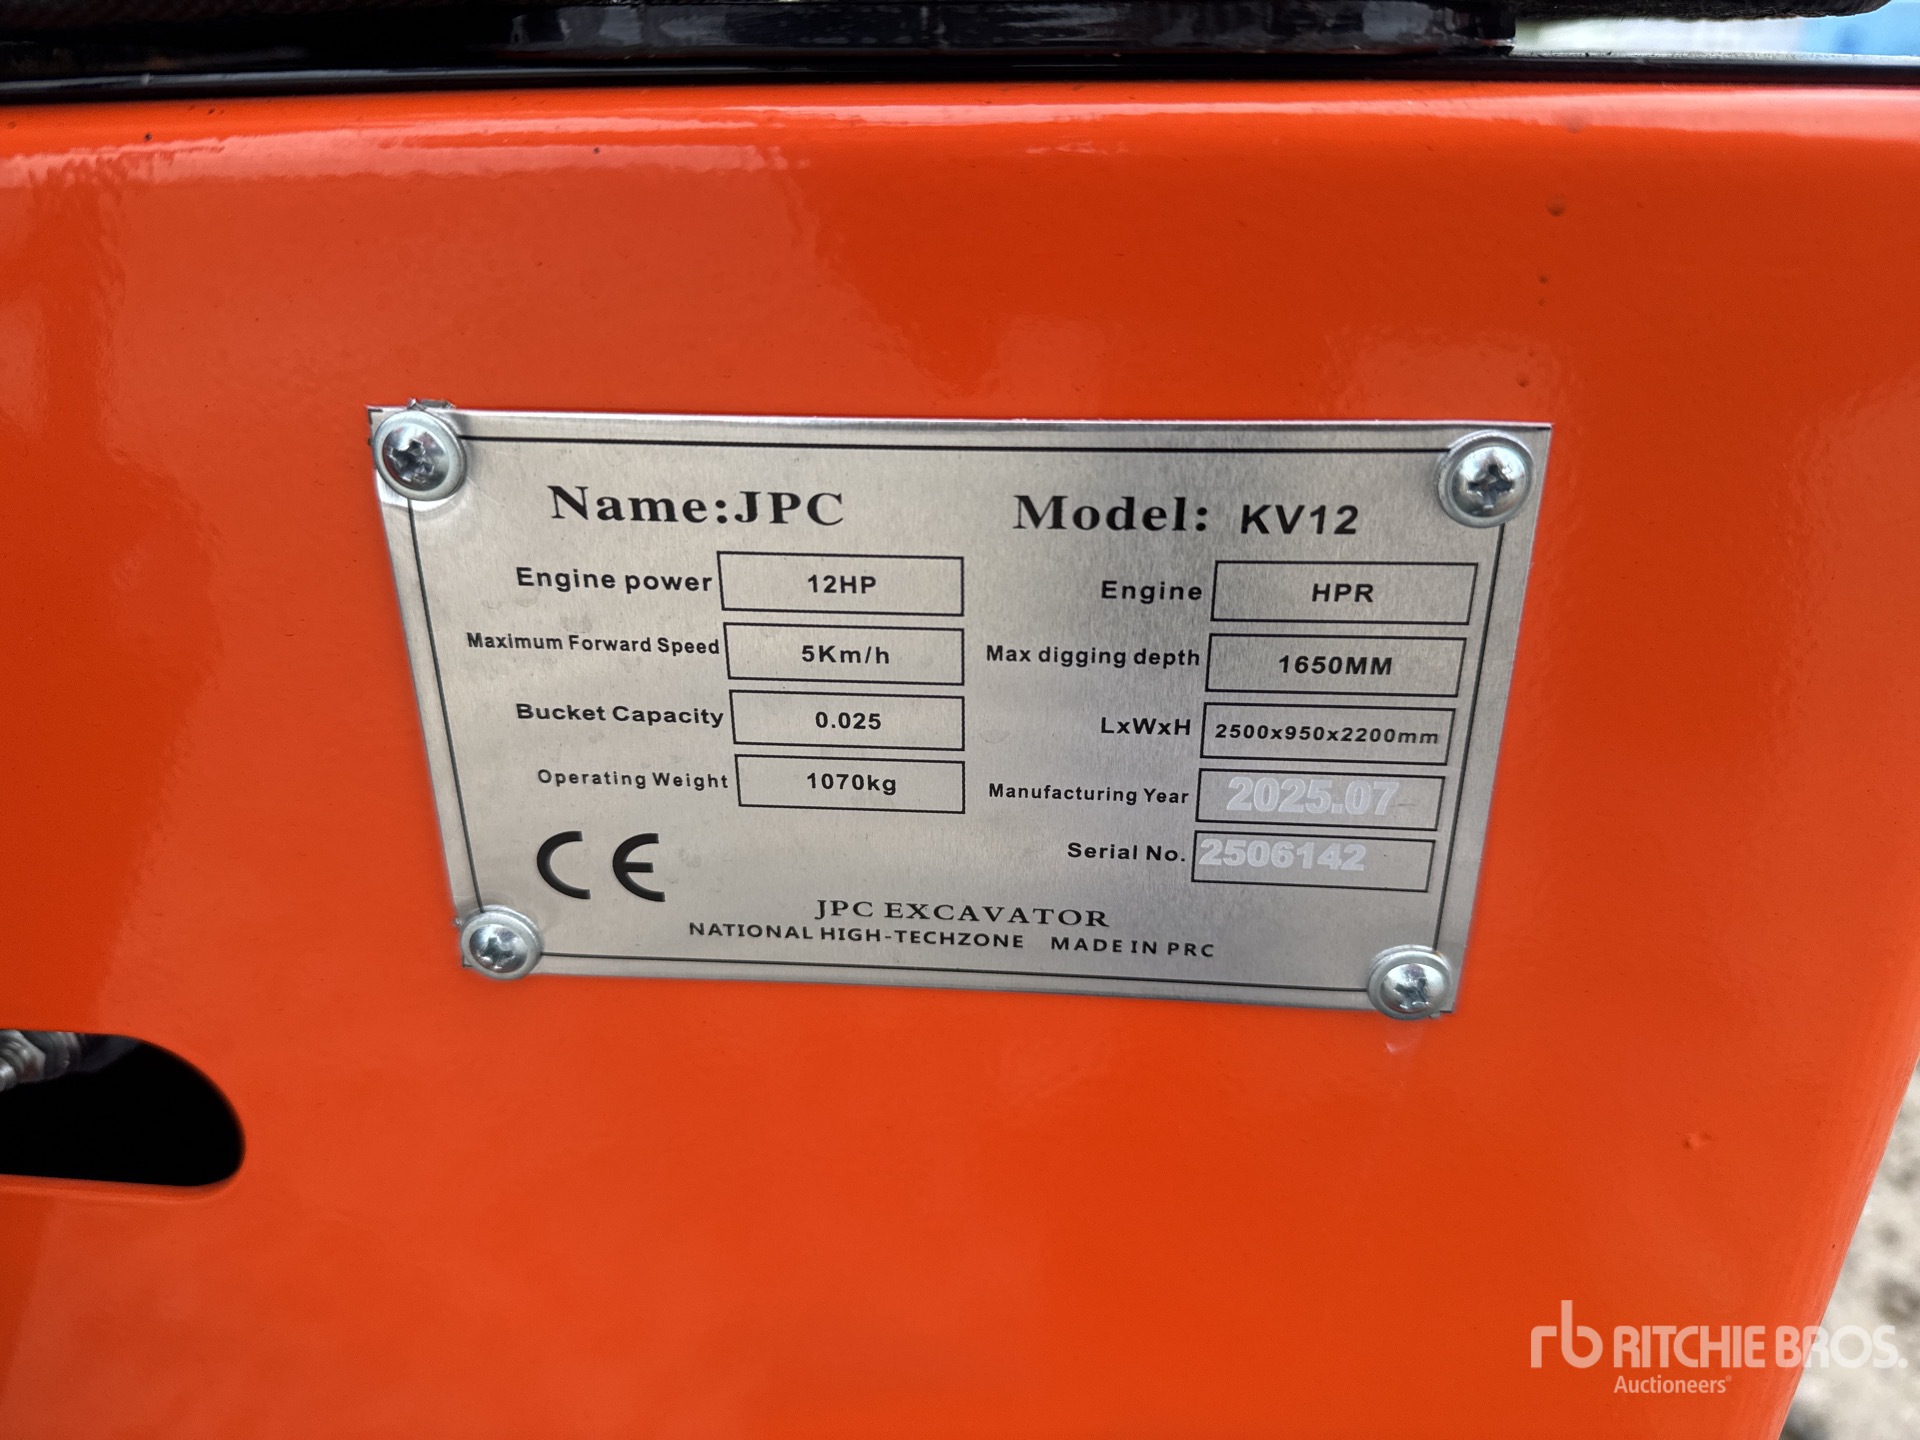 Name:JPC Model: KV12
Engine power 12HP Engine HPR
Maximum Forward Speed 5Km/h Max digging depth 1650MM
Bucket Capacity 0.025 LxWxH 2500x950x2200mm
Operating Weight 1070kg Manufacturing Year 2025.07
Serial No. 2506142
CE
JPC EXCAVATOR
NATIONAL HIGH-TECHZONE MADE IN PRC
rb RITCHIE BROS.
Auctioneers